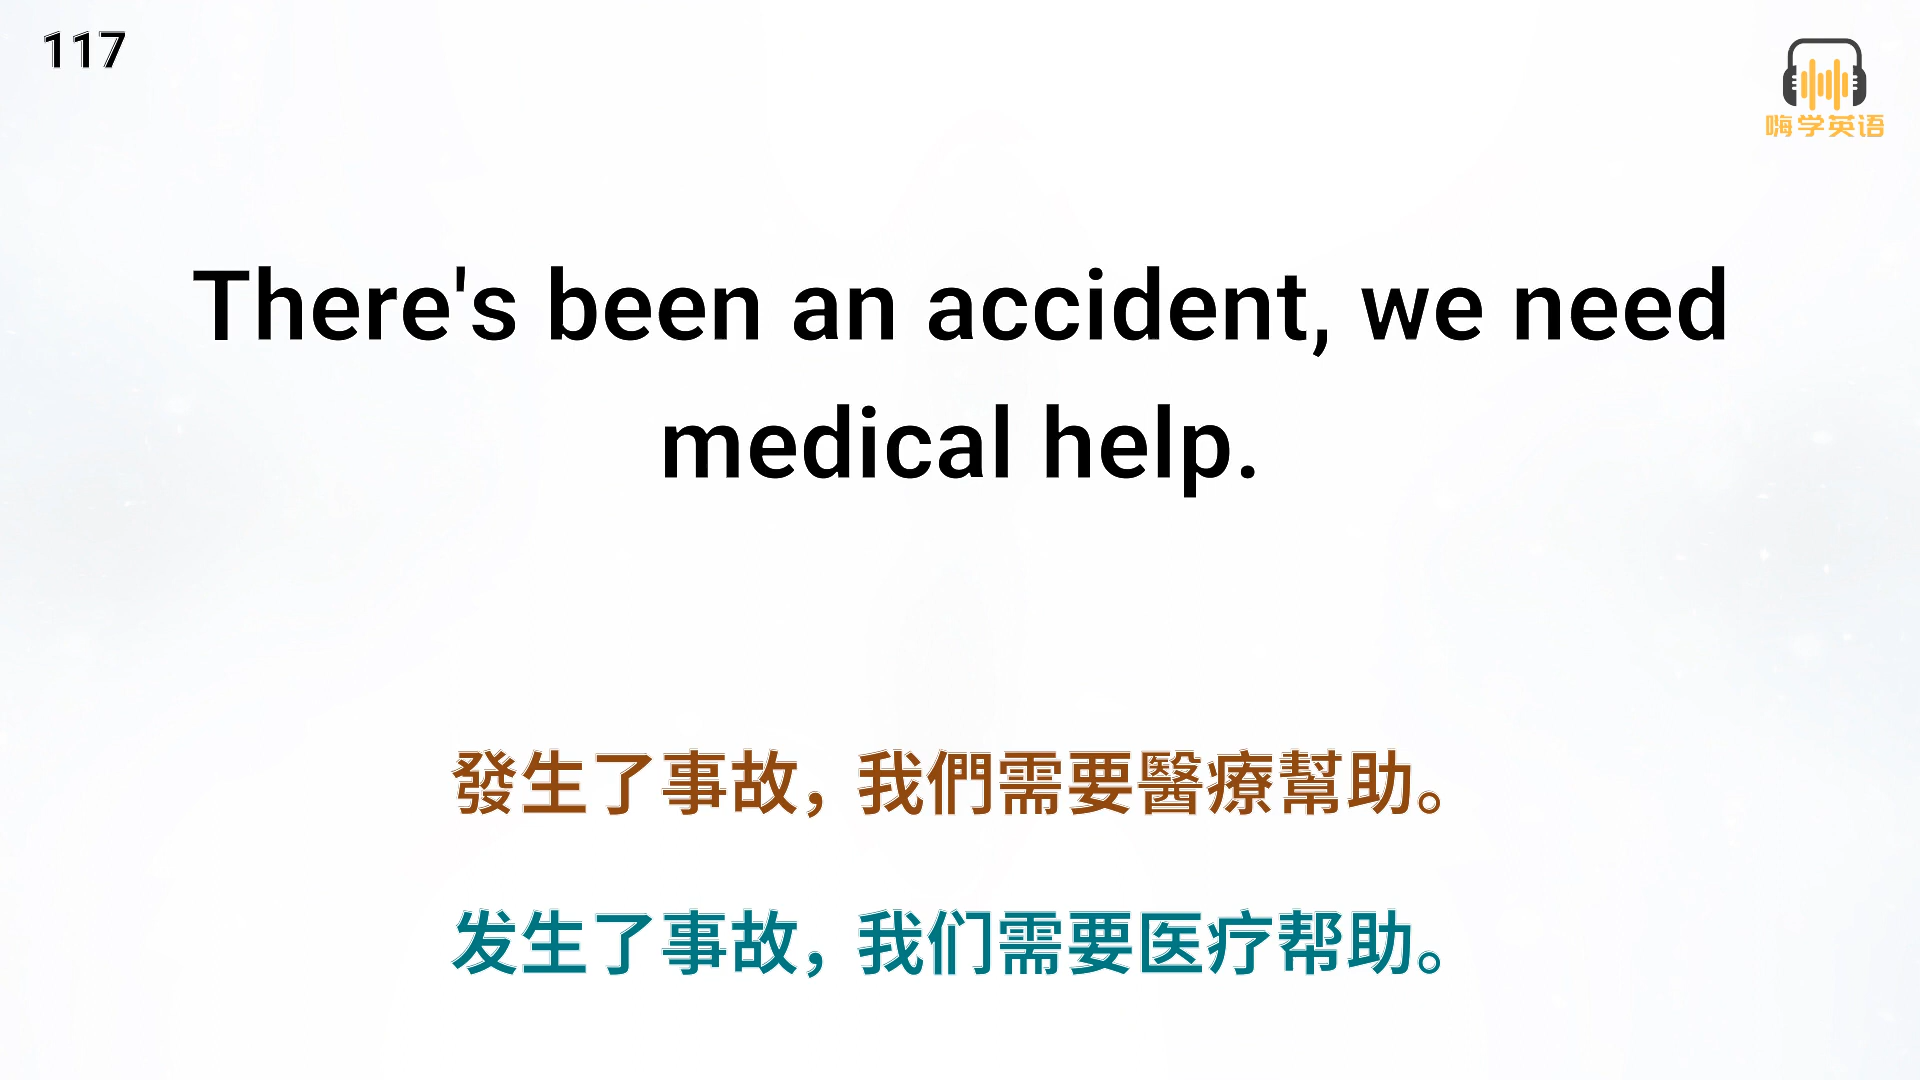 117
嗨学英语
There's been an accident, we need
medical help.
發生了事故，我們需要醫療幫助。
发生了事故，我们需要医疗帮助。